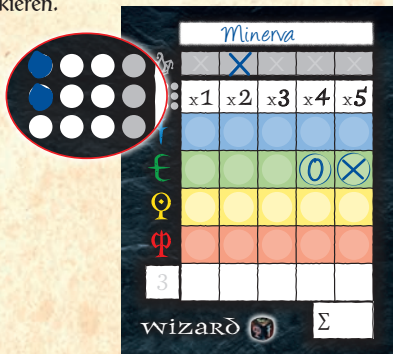 kieren.
Minerva
x1 x2 x3 x4 x5
O X
3
wizard
Σ